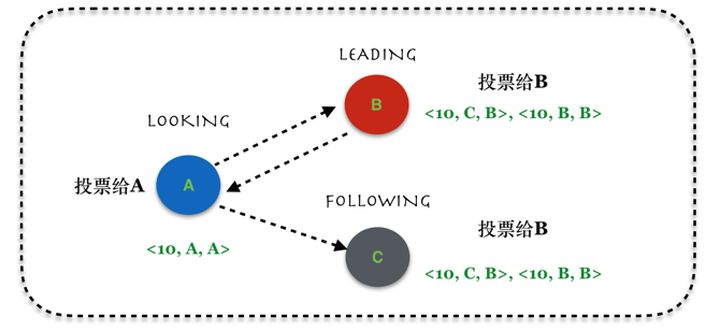 LEADING
B
投票给B
<10, C, B>, <10, B, B>
LOOKING
投票给A
A
<10, A, A>
FOLLOWING
C
投票给B
<10, C, B>, <10, B, B>